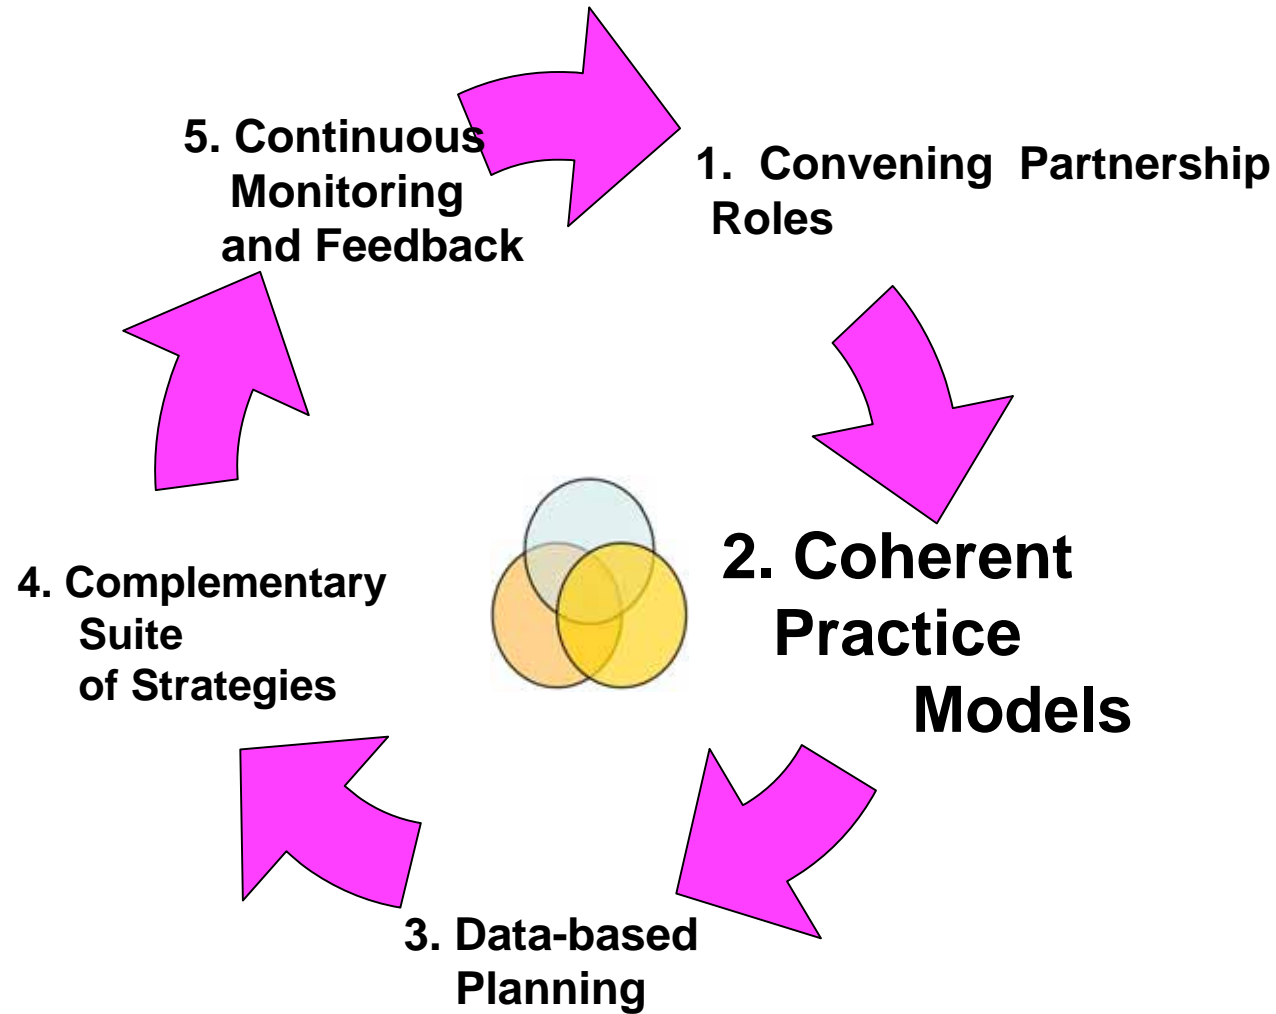 1. Convening Partnership
Roles
2. Coherent
Practice
Models
3. Data-based
Planning
4. Complementary
Suite
of Strategies
5. Continuous
Monitoring
and Feedback